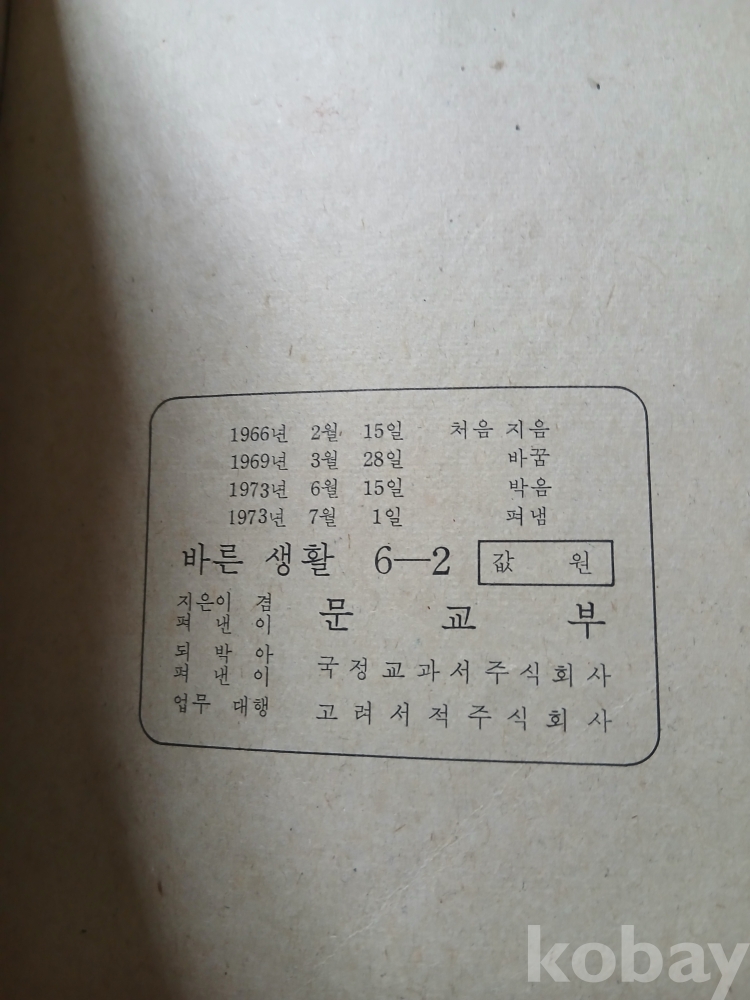 1966년 2월 15일 처음 지음
1969년 3월 28일 바꿈
1973년 6월 15일 박음
1973년 7월 1일 펴냄
바른 생활 6—2 값 원
지은이 겸
펴 낸 이 문 교 부
되 박 아
펴 낸 이 국정교과서주식회사
업무 대행 고려서적주식회사
kobay